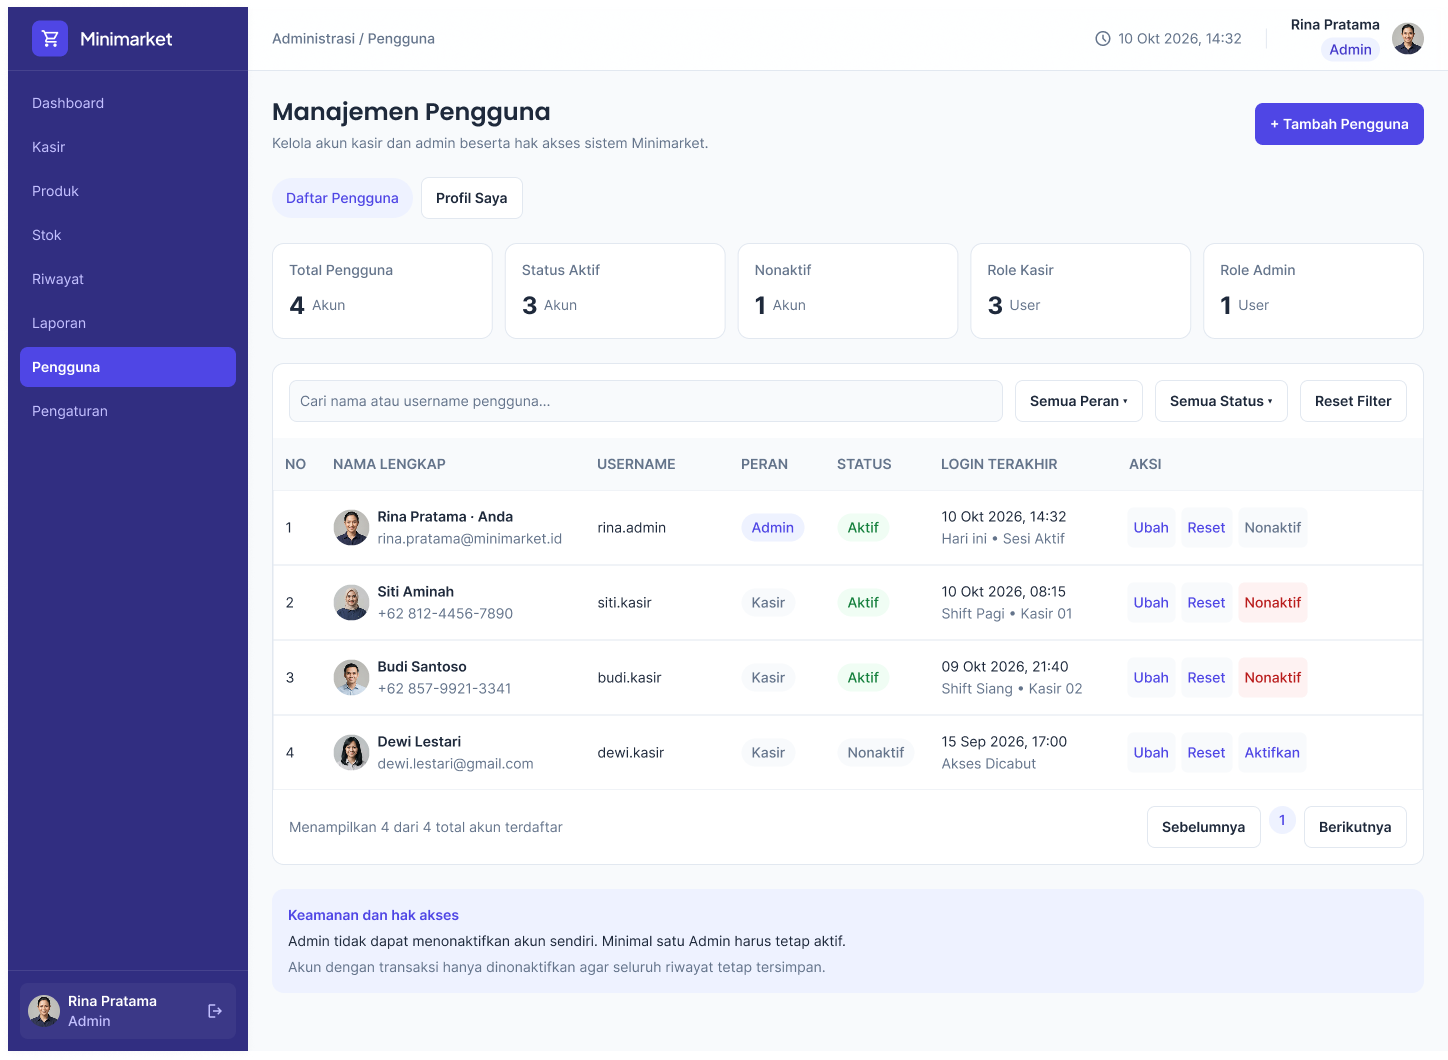 Minimarket
Administrasi / Pengguna
10 Okt 2026, 14:32
Rina Pratama
Admin
Dashboard
Kasir
Produk
Stok
Riwayat
Laporan
Pengguna
Pengaturan
Rina Pratama
Admin
Manajemen Pengguna
Kelola akun kasir dan admin beserta hak akses sistem Minimarket.
+ Tambah Pengguna
Daftar Pengguna
Profil Saya
Total Pengguna
4 Akun
Status Aktif
3 Akun
Nonaktif
1 Akun
Role Kasir
3 User
Role Admin
1 User
Cari nama atau username pengguna...
Semua Peran ▾
Semua Status ▾
Reset Filter
NO NAMA LENGKAP USERNAME PERAN STATUS LOGIN TERAKHIR AKSI
1 Rina Pratama · Anda rina.admin Admin Aktif 10 Okt 2026, 14:32 Ubah Reset Nonaktif
rina.pratama@minimarket.id Hari ini • Sesi Aktif
2 Siti Aminah siti.kasir Kasir Aktif 10 Okt 2026, 08:15 Ubah Reset Nonaktif
+62 812-4456-7890 Shift Pagi • Kasir 01
3 Budi Santoso budi.kasir Kasir Aktif 09 Okt 2026, 21:40 Ubah Reset Nonaktif
+62 857-9921-3341 Shift Siang • Kasir 02
4 Dewi Lestari dewi.kasir Kasir Nonaktif 15 Sep 2026, 17:00 Ubah Reset Aktifkan
dewi.lestari@gmail.com Akses Dicabut
Menampilkan 4 dari 4 total akun terdaftar
Sebelumnya 1 Berikutnya
Keamanan dan hak akses
Admin tidak dapat menonaktifkan akun sendiri. Minimal satu Admin harus tetap aktif.
Akun dengan transaksi hanya dinonaktifkan agar seluruh riwayat tetap tersimpan.